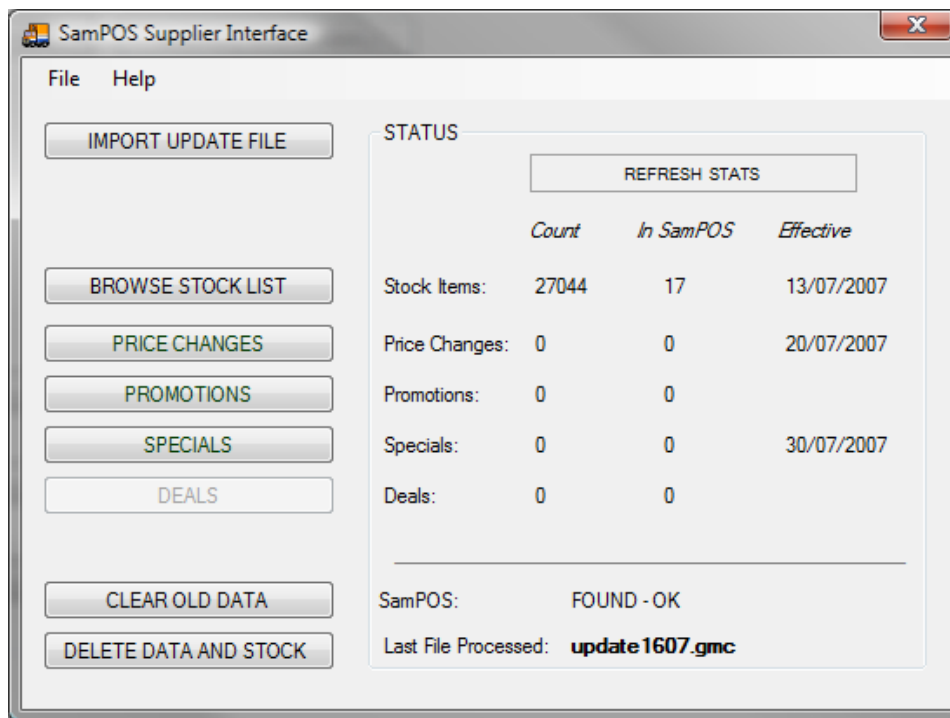 SamPOS Supplier Interface
File Help
IMPORT UPDATE FILE
BROWSE STOCK LIST
PRICE CHANGES
PROMOTIONS
SPECIALS
DEALS
CLEAR OLD DATA
DELETE DATA AND STOCK
STATUS
REFRESH STATS
Count In SamPOS Effective
Stock Items: 27044 17 13/07/2007
Price Changes: 0 0 20/07/2007
Promotions: 0 0
Specials: 0 0 30/07/2007
Deals: 0 0
SamPOS: FOUND - OK
Last File Processed: update1607.gmc